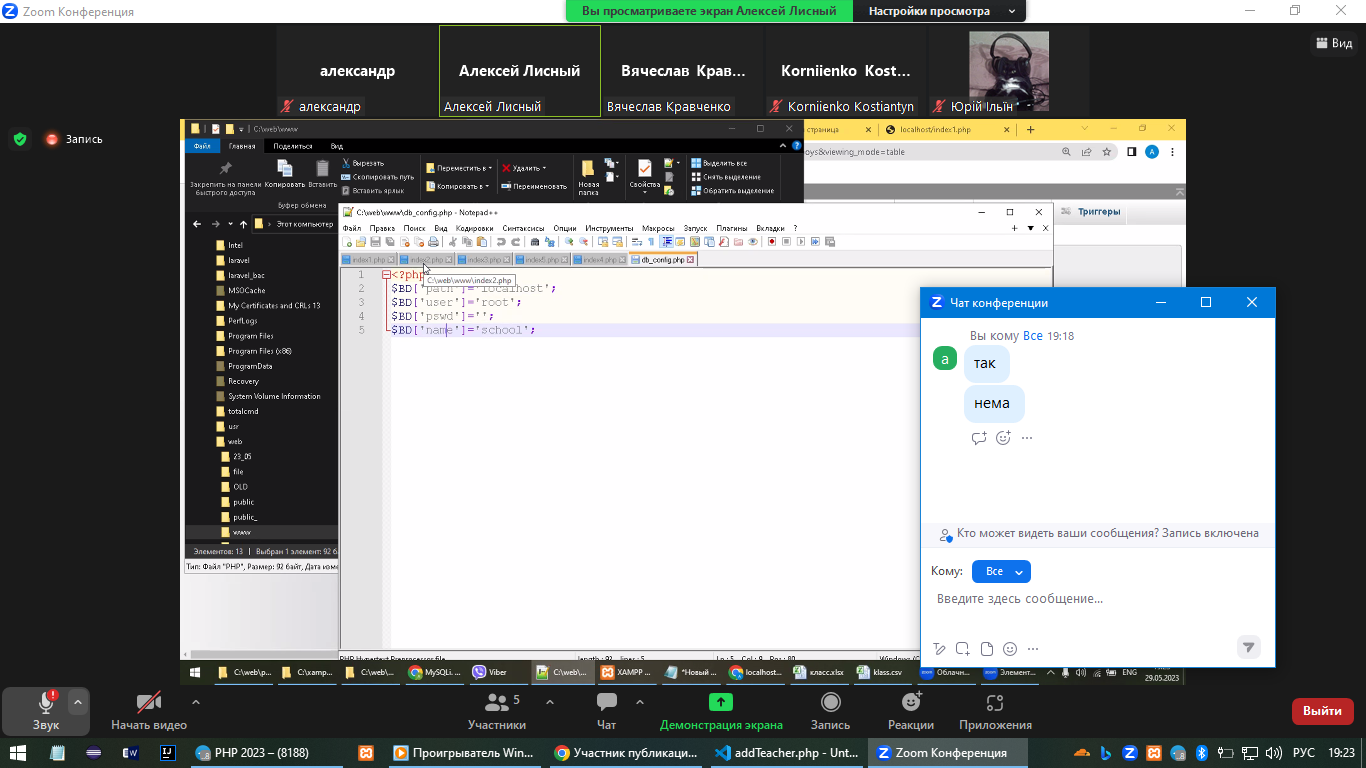 Zoom Конференция
Вы просматриваете экран Алексей Лисный
Настройки просмотра
Вид
александр
Алексей Лисный
Вячеслав Крав...
Korniienko Kost...
александр
Алексей Лисный
Вячеслав Кравченко
Korniienko Kostiantyn
Юрій Ільїн
Запись
C:\web\www
страница
localhost/index1.php
Файл
Главная
Поделиться
Вид
oys&viewing_mode=table
Закрепить на панели быстрого доступа
Копировать
Вставить
Вырезать
Скопировать путь
Вставить ярлык
Буфер обмена
Переместить в
Копировать в
Удалить
Переименовать
Новая папка
Свойства
Выделить все
Снять выделение
Обратить выделение
Этот компьютер
Триггеры
C:\web\www\db_config.php - Notepad++
Файл Правка Поиск Вид Кодировки Синтаксисы Опции Инструменты Макросы Запуск Плагины Вкладки ?
index1.php index2.php index3.php index5.php index4.php db_config.php
1 <?php
C:\web\www\index2.php
2 $BD['path']='localhost';
3 $BD['user']='root';
4 $BD['pswd']='';
5 $BD['name']='school';
Intel
laravel
laravel_bac
MSOCache
My Certificates and CRLs 13
PerfLogs
Program Files
Program Files (x86)
ProgramData
Recovery
System Volume Information
totalcmd
usr
web
23_05
file
OLD
public
public_
www
Элементов: 13
Выбран 1 элемент: 92 б
Тип: Файл "PHP", Размер: 92 байт, Дата изме
Чат конференции
Вы кому Все 19:18
а
так
нема
Кто может видеть ваши сообщения? Запись включена
Кому:
Все
Введите здесь сообщение...
C:\web\p...
C:\xamp...
C:\web\...
MySQLi...
Viber
C:\web\...
XAMPP ...
*Новый ...
localhost...
класс.xlsx
klass.csv
Облачн...
Элемент...
ENG
29.05.2023
Звук
Начать видео
5
Участники
Чат
Демонстрация экрана
Запись
Реакции
Приложения
Выйти
PHP 2023 – (8188)
Проигрыватель Win...
Участник публикаци...
addTeacher.php - Unt...
Zoom Конференция
РУС
19:23